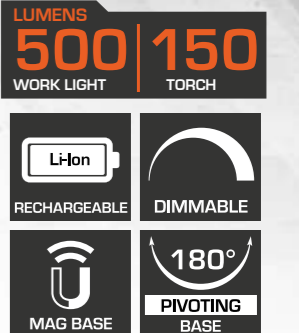 LUMENS
500 150
WORK LIGHT TORCH
Li-Ion
RECHARGEABLE
DIMMABLE
MAG BASE
180°
PIVOTING
BASE